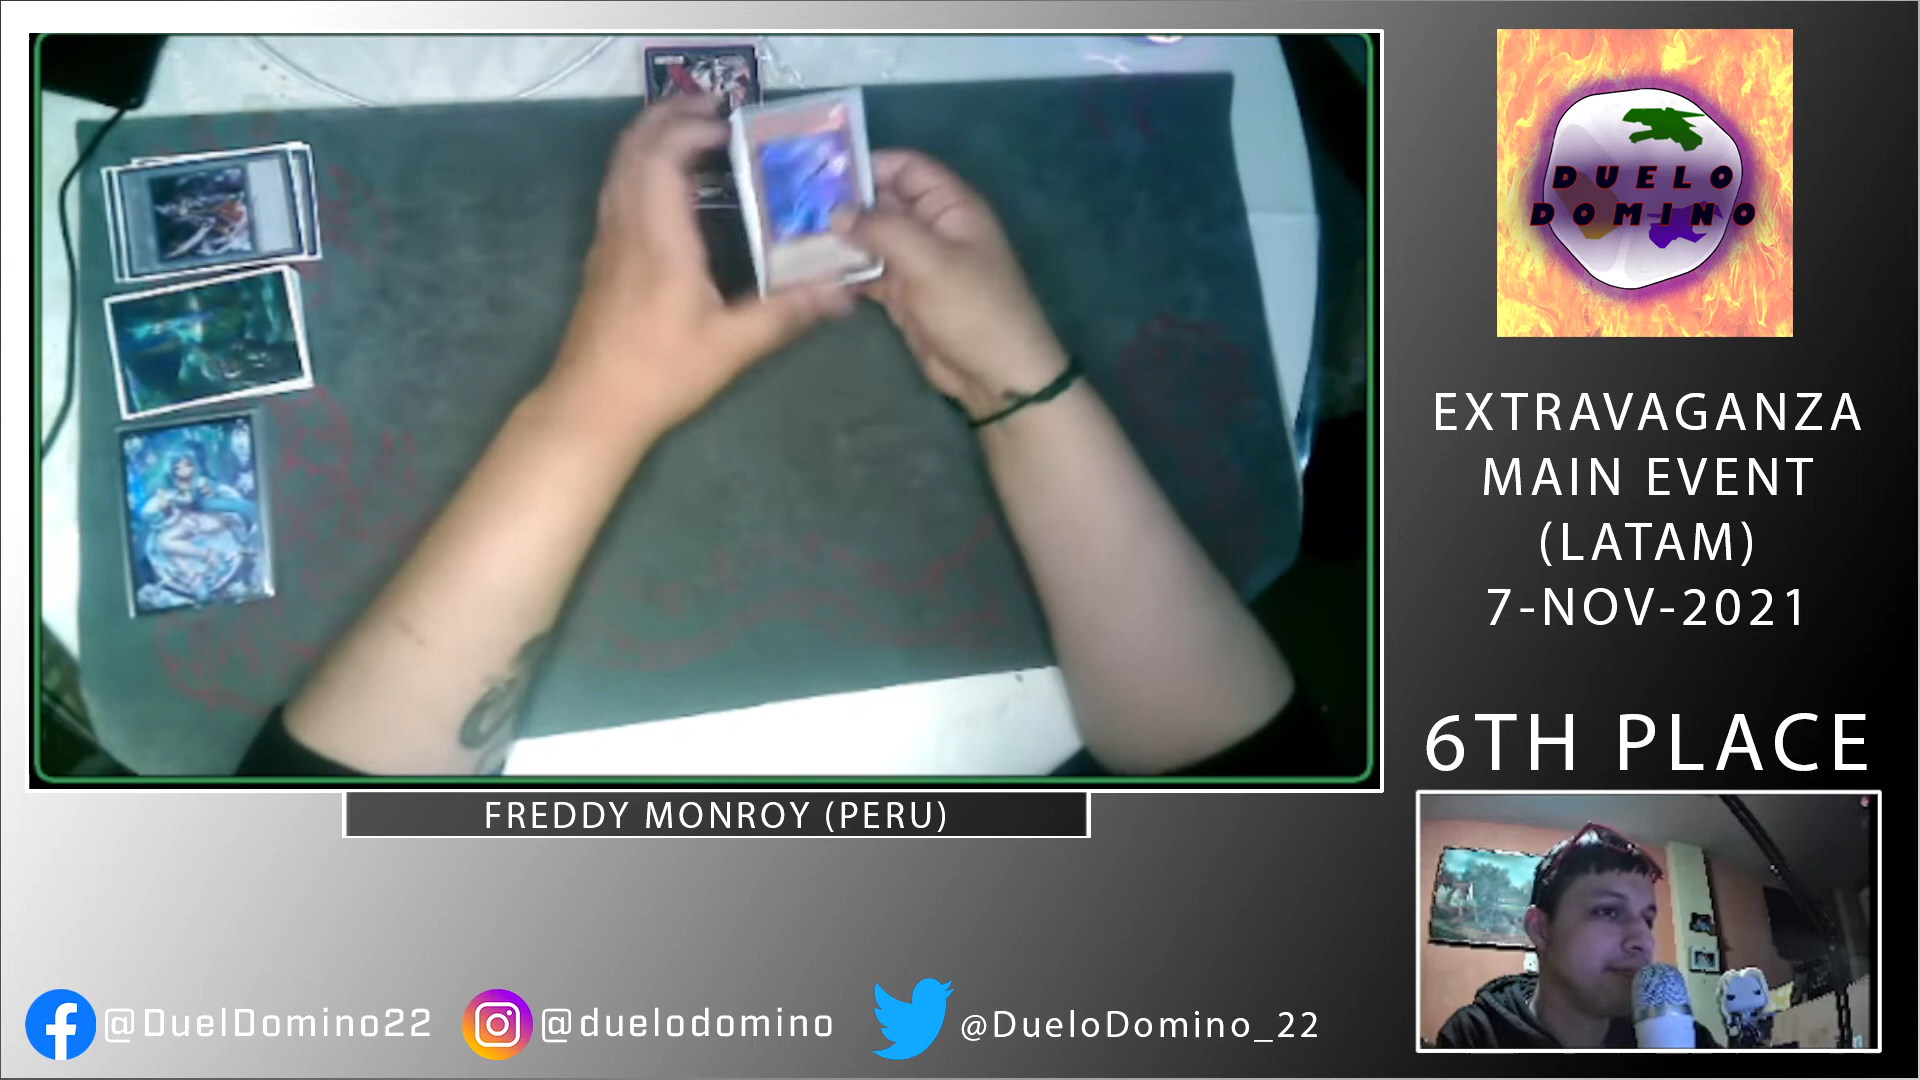 DUELO
DOMINO
EXTRAVAGANZA
MAIN EVENT
(LATAM)
7-NOV-2021
6TH PLACE
FREDDY MONROY (PERU)
@DuelDomino22
@duelodomino
@DueloDomino_22